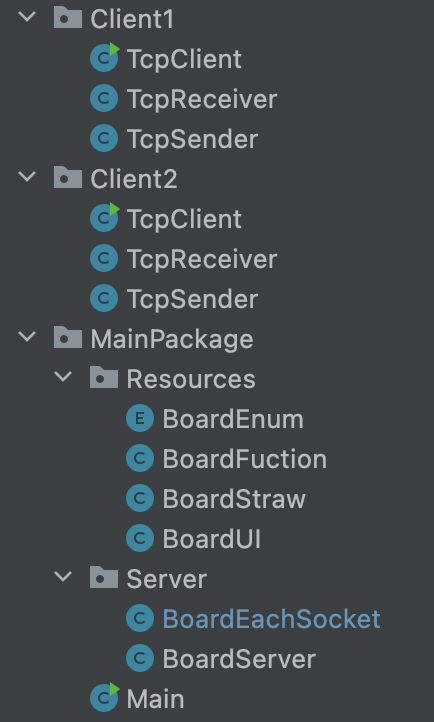 Client1
C TcpClient
C TcpReceiver
C TcpSender
Client2
C TcpClient
C TcpReceiver
C TcpSender
MainPackage
Resources
E BoardEnum
C BoardFuction
C BoardStraw
C BoardUI
Server
C BoardEachSocket
C BoardServer
C Main